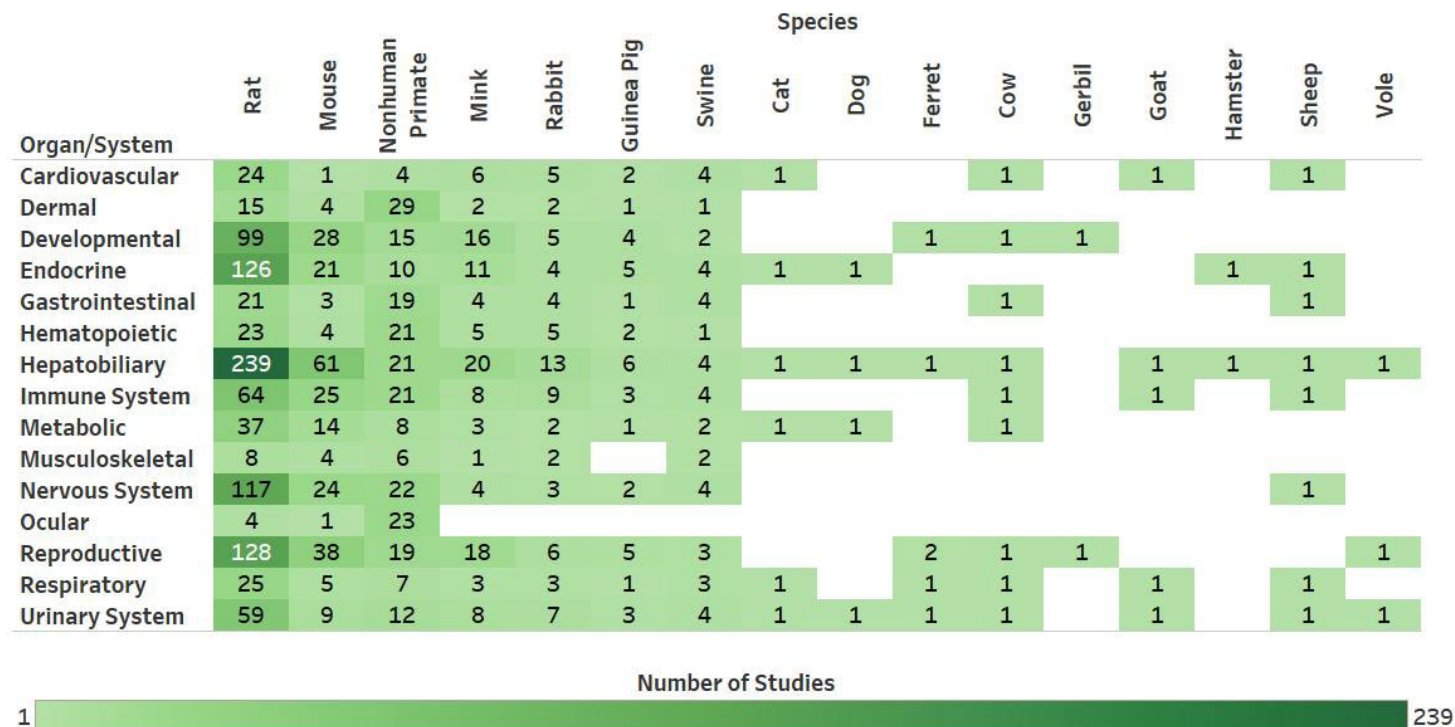 Species
Organ/System Rat Mouse Nonhuman Primate Mink Rabbit Guinea Pig Swine Cat Dog Ferret Cow Gerbil Goat Hamster Sheep Vole
Cardiovascular 24 1 4 6 5 2 4 1 1 1 1
Dermal 15 4 29 2 2 1 1
Developmental 99 28 15 16 5 4 2 1 1 1
Endocrine 126 21 10 11 4 5 4 1 1 1 1
Gastrointestinal 21 3 19 4 4 1 4 1 1
Hematopoietic 23 4 21 5 5 2 1
Hepatobiliary 239 61 21 20 13 6 4 1 1 1 1 1 1 1 1
Immune System 64 25 21 8 9 3 4 1 1 1
Metabolic 37 14 8 3 2 1 2 1 1 1
Musculoskeletal 8 4 6 1 2 2
Nervous System 117 24 22 4 3 2 4 1
Ocular 4 1 23
Reproductive 128 38 19 18 6 5 3 2 1 1 1
Respiratory 25 5 7 3 3 1 3 1 1 1 1 1
Urinary System 59 9 12 8 7 3 4 1 1 1 1 1 1 1
Number of Studies
1 239